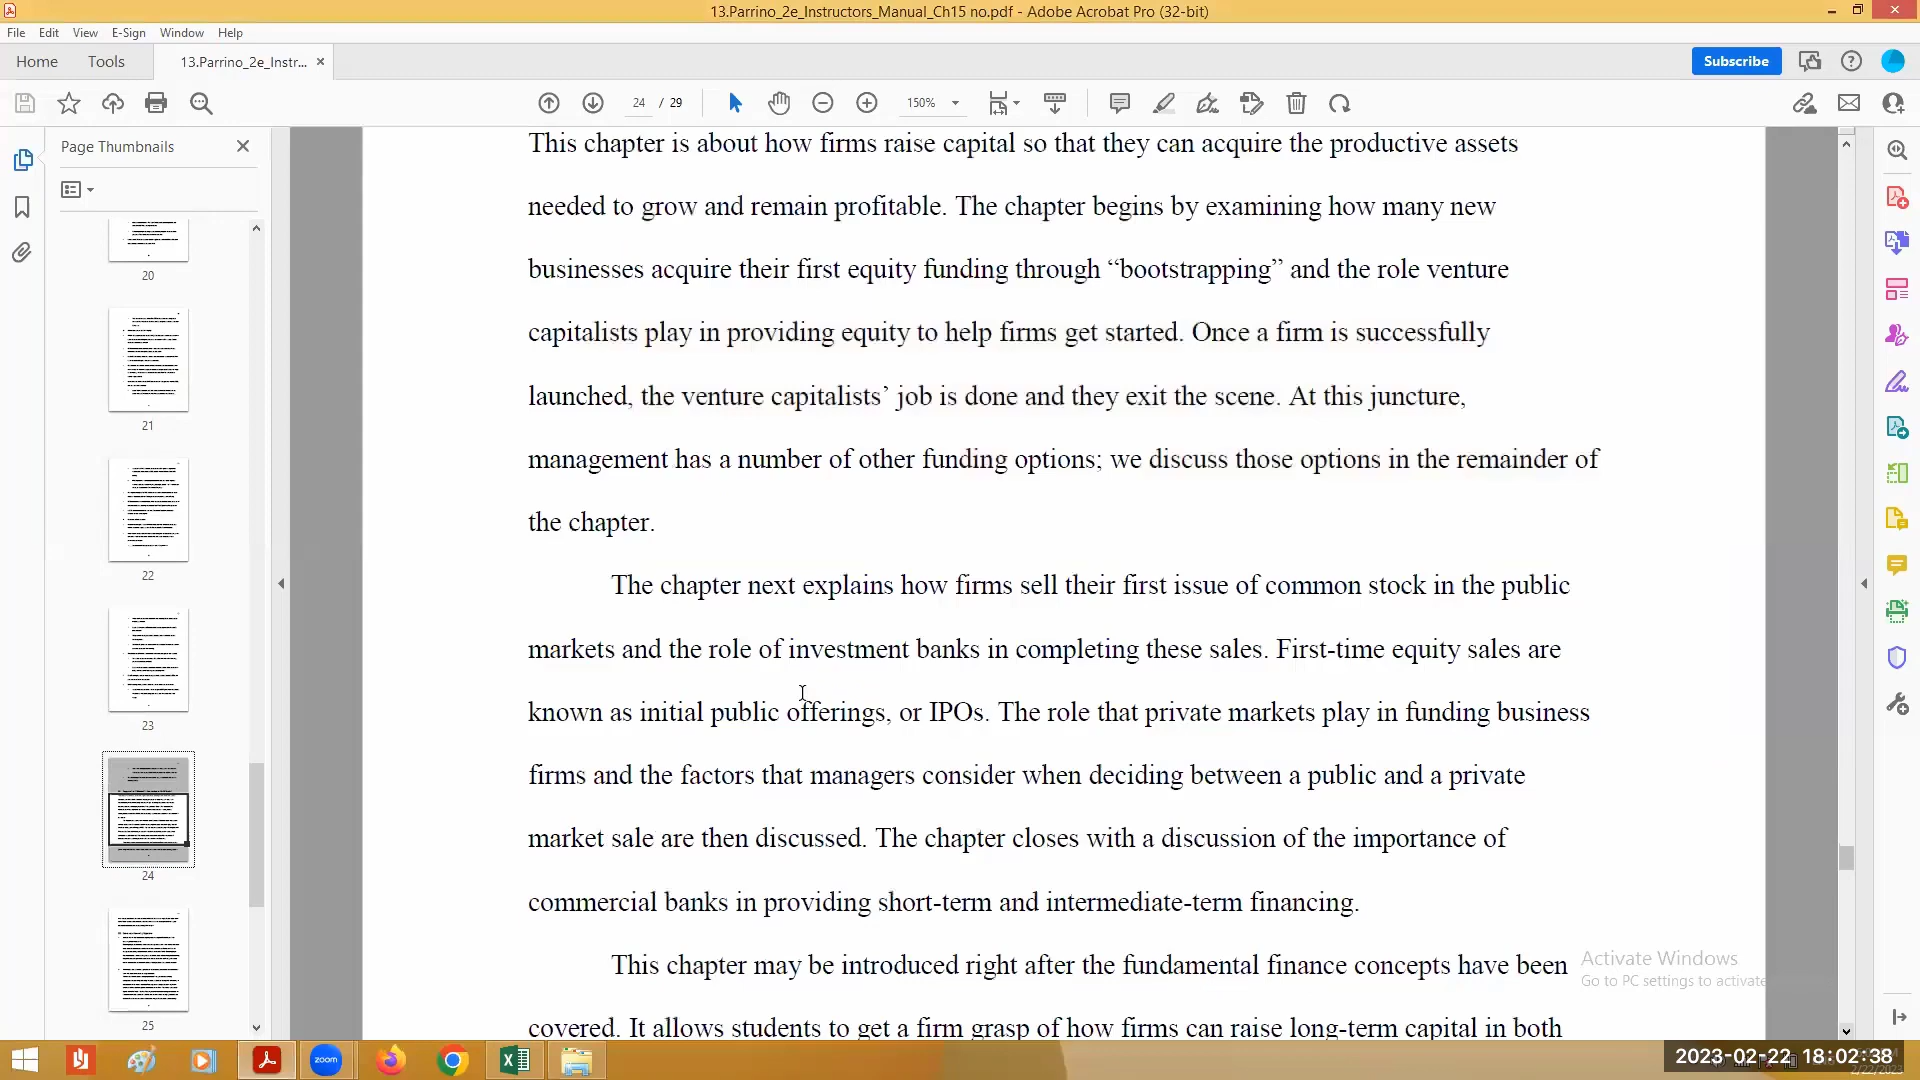 13.Parrino_2e_Instructors_Manual_Ch15 no.pdf - Adobe Acrobat Pro (32-bit)
File Edit View E-Sign Window Help
Home Tools 13.Parrino_2e_Instr... × Subscribe
24 / 29 150%
Page Thumbnails
20
21
22
23
24
25
This chapter is about how firms raise capital so that they can acquire the productive assets
needed to grow and remain profitable. The chapter begins by examining how many new
businesses acquire their first equity funding through “bootstrapping” and the role venture
capitalists play in providing equity to help firms get started. Once a firm is successfully
launched, the venture capitalists’ job is done and they exit the scene. At this juncture,
management has a number of other funding options; we discuss those options in the remainder of
the chapter.
The chapter next explains how firms sell their first issue of common stock in the public
markets and the role of investment banks in completing these sales. First-time equity sales are
known as initial public offerings, or IPOs. The role that private markets play in funding business
firms and the factors that managers consider when deciding between a public and a private
market sale are then discussed. The chapter closes with a discussion of the importance of
commercial banks in providing short-term and intermediate-term financing.
This chapter may be introduced right after the fundamental finance concepts have been
covered. It allows students to get a firm grasp of how firms can raise long-term capital in both
Activate Windows
Go to PC settings to activate
zoom
2023-02-22 18:02:38